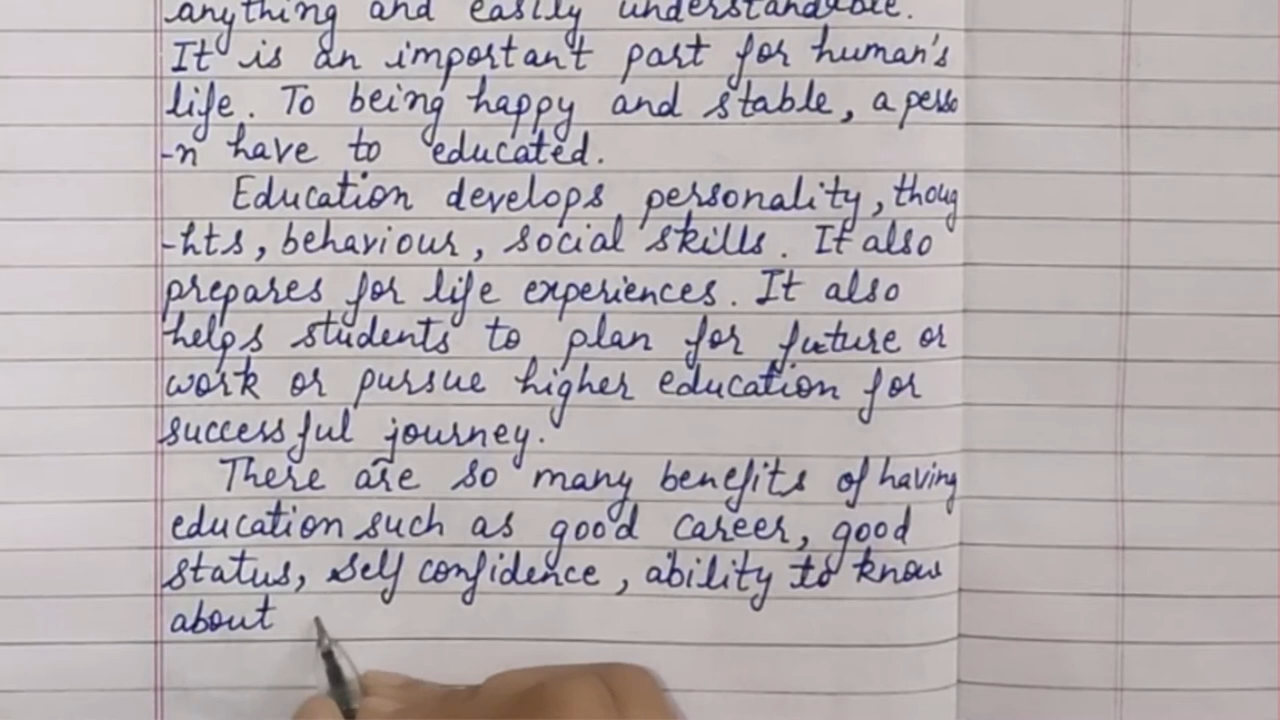 anything and easily understandable.
It is an important part for human's
life. To being happy and stable, a perso
-n have to educated.
Education develops personality, thoug
-hts, behaviour, social skills. It also
prepares for life experiences. It also
helps students to plan for future or
work or pursue higher education for
successful journey.
There are so many benefits of having
education such as good career, good
status, self confidence, ability to know
about